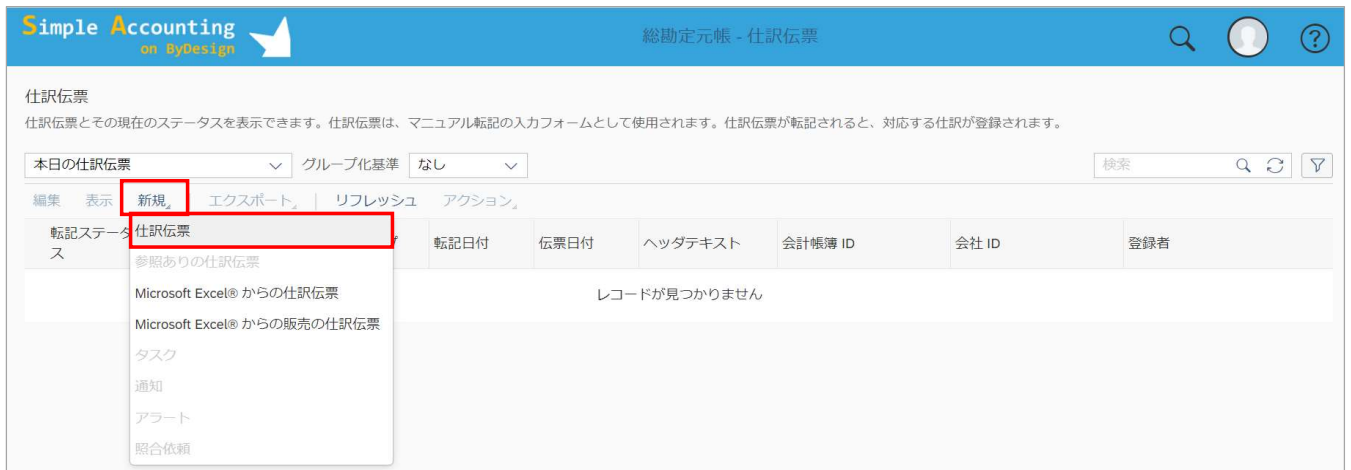 Simple Accounting
on ByDesign
総勘定元帳 - 仕訳伝票
仕訳伝票
仕訳伝票とその現在のステータスを表示できます。仕訳伝票は、マニュアル転記の入力フォームとして使用されます。仕訳伝票が転記されると、対応する仕訳が登録されます。
本日の仕訳伝票 グループ化基準 なし 検索
編集 表示 新規 エクスポート | リフレッシュ アクション
転記ステータス 転記日付 伝票日付 ヘッダテキスト 会計帳簿 ID 会社 ID 登録者
仕訳伝票
参照ありの仕訳伝票
レコードが見つかりません
Microsoft Excel® からの仕訳伝票
Microsoft Excel® からの販売の仕訳伝票
タスク
通知
アラート
照合依頼